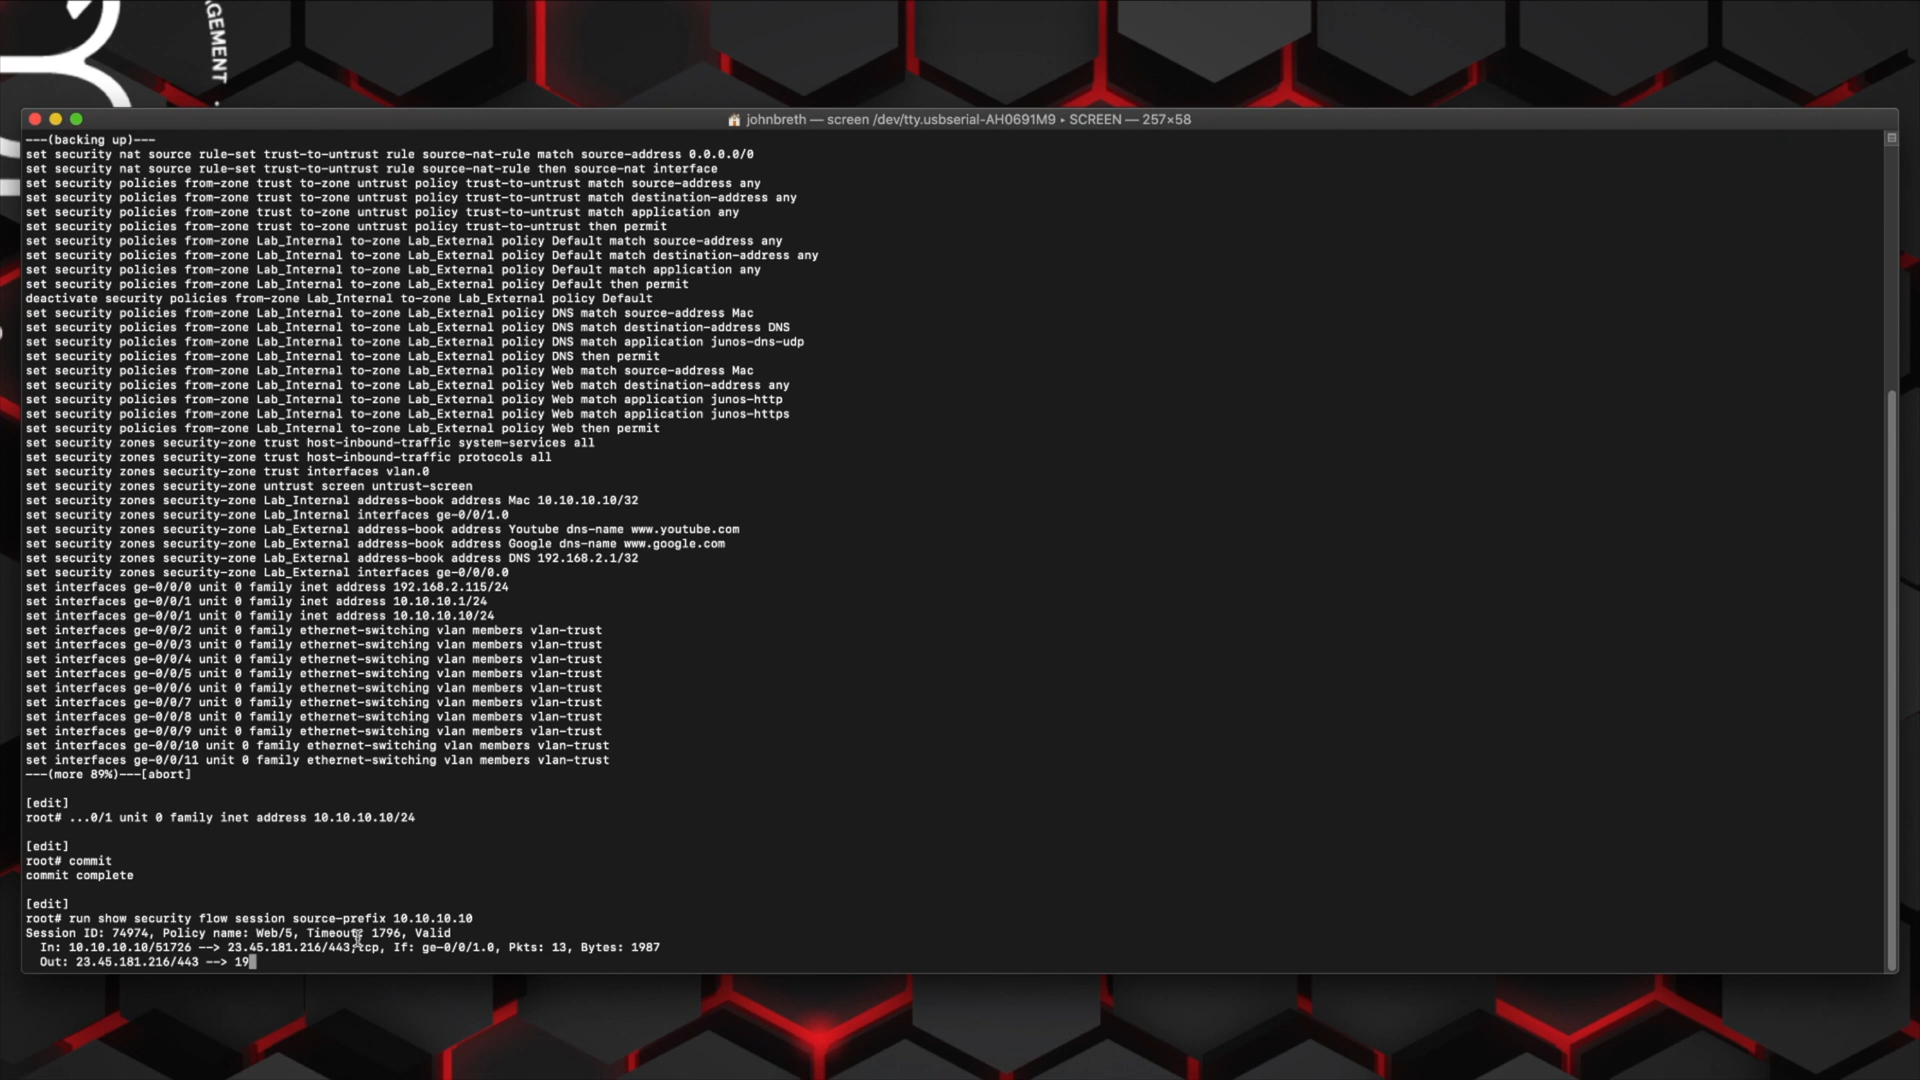 GEMENT
johnbreth — screen /dev/tty.usbserial-AH0691M9 ▸ SCREEN — 257×58
---(backing up)---
set security nat source rule-set trust-to-untrust rule source-nat-rule match source-address 0.0.0.0/0
set security nat source rule-set trust-to-untrust rule source-nat-rule then source-nat interface
set security policies from-zone trust to-zone untrust policy trust-to-untrust match source-address any
set security policies from-zone trust to-zone untrust policy trust-to-untrust match destination-address any
set security policies from-zone trust to-zone untrust policy trust-to-untrust match application any
set security policies from-zone trust to-zone untrust policy trust-to-untrust then permit
set security policies from-zone Lab_Internal to-zone Lab_External policy Default match source-address any
set security policies from-zone Lab_Internal to-zone Lab_External policy Default match destination-address any
set security policies from-zone Lab_Internal to-zone Lab_External policy Default match application any
set security policies from-zone Lab_Internal to-zone Lab_External policy Default then permit
deactivate security policies from-zone Lab_Internal to-zone Lab_External policy Default
set security policies from-zone Lab_Internal to-zone Lab_External policy DNS match source-address Mac
set security policies from-zone Lab_Internal to-zone Lab_External policy DNS match destination-address DNS
set security policies from-zone Lab_Internal to-zone Lab_External policy DNS match application junos-dns-udp
set security policies from-zone Lab_Internal to-zone Lab_External policy DNS then permit
set security policies from-zone Lab_Internal to-zone Lab_External policy Web match source-address Mac
set security policies from-zone Lab_Internal to-zone Lab_External policy Web match destination-address any
set security policies from-zone Lab_Internal to-zone Lab_External policy Web match application junos-http
set security policies from-zone Lab_Internal to-zone Lab_External policy Web match application junos-https
set security policies from-zone Lab_Internal to-zone Lab_External policy Web then permit
set security zones security-zone trust host-inbound-traffic system-services all
set security zones security-zone trust host-inbound-traffic protocols all
set security zones security-zone trust interfaces vlan.0
set security zones security-zone untrust screen untrust-screen
set security zones security-zone Lab_Internal address-book address Mac 10.10.10.10/32
set security zones security-zone Lab_Internal interfaces ge-0/0/1.0
set security zones security-zone Lab_External address-book address Youtube dns-name www.youtube.com
set security zones security-zone Lab_External address-book address Google dns-name www.google.com
set security zones security-zone Lab_External address-book address DNS 192.168.2.1/32
set security zones security-zone Lab_External interfaces ge-0/0/0.0
set interfaces ge-0/0/0 unit 0 family inet address 192.168.2.115/24
set interfaces ge-0/0/1 unit 0 family inet address 10.10.10.1/24
set interfaces ge-0/0/1 unit 0 family inet address 10.10.10.10/24
set interfaces ge-0/0/2 unit 0 family ethernet-switching vlan members vlan-trust
set interfaces ge-0/0/3 unit 0 family ethernet-switching vlan members vlan-trust
set interfaces ge-0/0/4 unit 0 family ethernet-switching vlan members vlan-trust
set interfaces ge-0/0/5 unit 0 family ethernet-switching vlan members vlan-trust
set interfaces ge-0/0/6 unit 0 family ethernet-switching vlan members vlan-trust
set interfaces ge-0/0/7 unit 0 family ethernet-switching vlan members vlan-trust
set interfaces ge-0/0/8 unit 0 family ethernet-switching vlan members vlan-trust
set interfaces ge-0/0/9 unit 0 family ethernet-switching vlan members vlan-trust
set interfaces ge-0/0/10 unit 0 family ethernet-switching vlan members vlan-trust
set interfaces ge-0/0/11 unit 0 family ethernet-switching vlan members vlan-trust
---(more 89%)---[abort]
[edit]
root# ...0/1 unit 0 family inet address 10.10.10.10/24
[edit]
root# commit
commit complete
[edit]
root# run show security flow session source-prefix 10.10.10.10
Session ID: 74974, Policy name: Web/5, Timeout: 1796, Valid
In: 10.10.10.10/51726 --> 23.45.181.216/443;tcp, If: ge-0/0/1.0, Pkts: 13, Bytes: 1987
Out: 23.45.181.216/443 --> 19